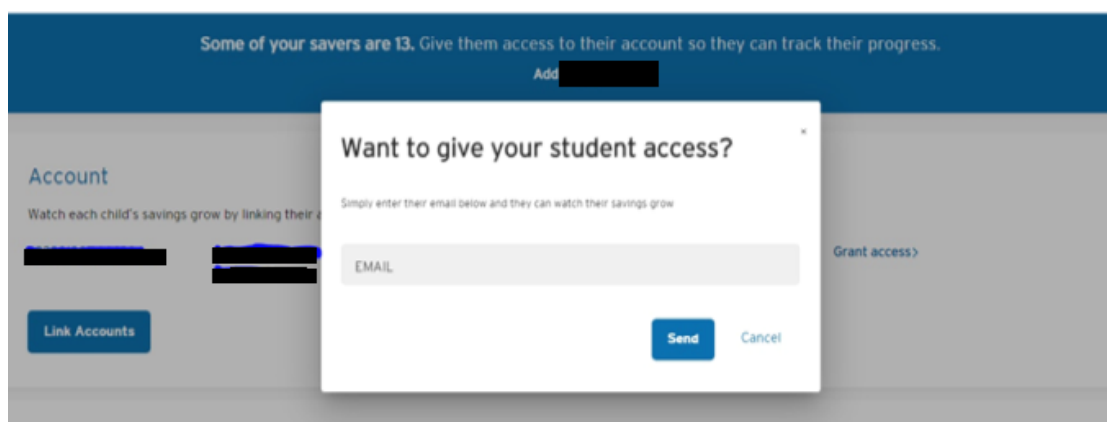 Some of your savers are 13. Give them access to their account so they can track their progress.
Add
Want to give your student access?
Simply enter their email below and they can watch their savings grow
EMAIL
Send Cancel
Account
Watch each child's savings grow by linking their
Grant access>
Link Accounts